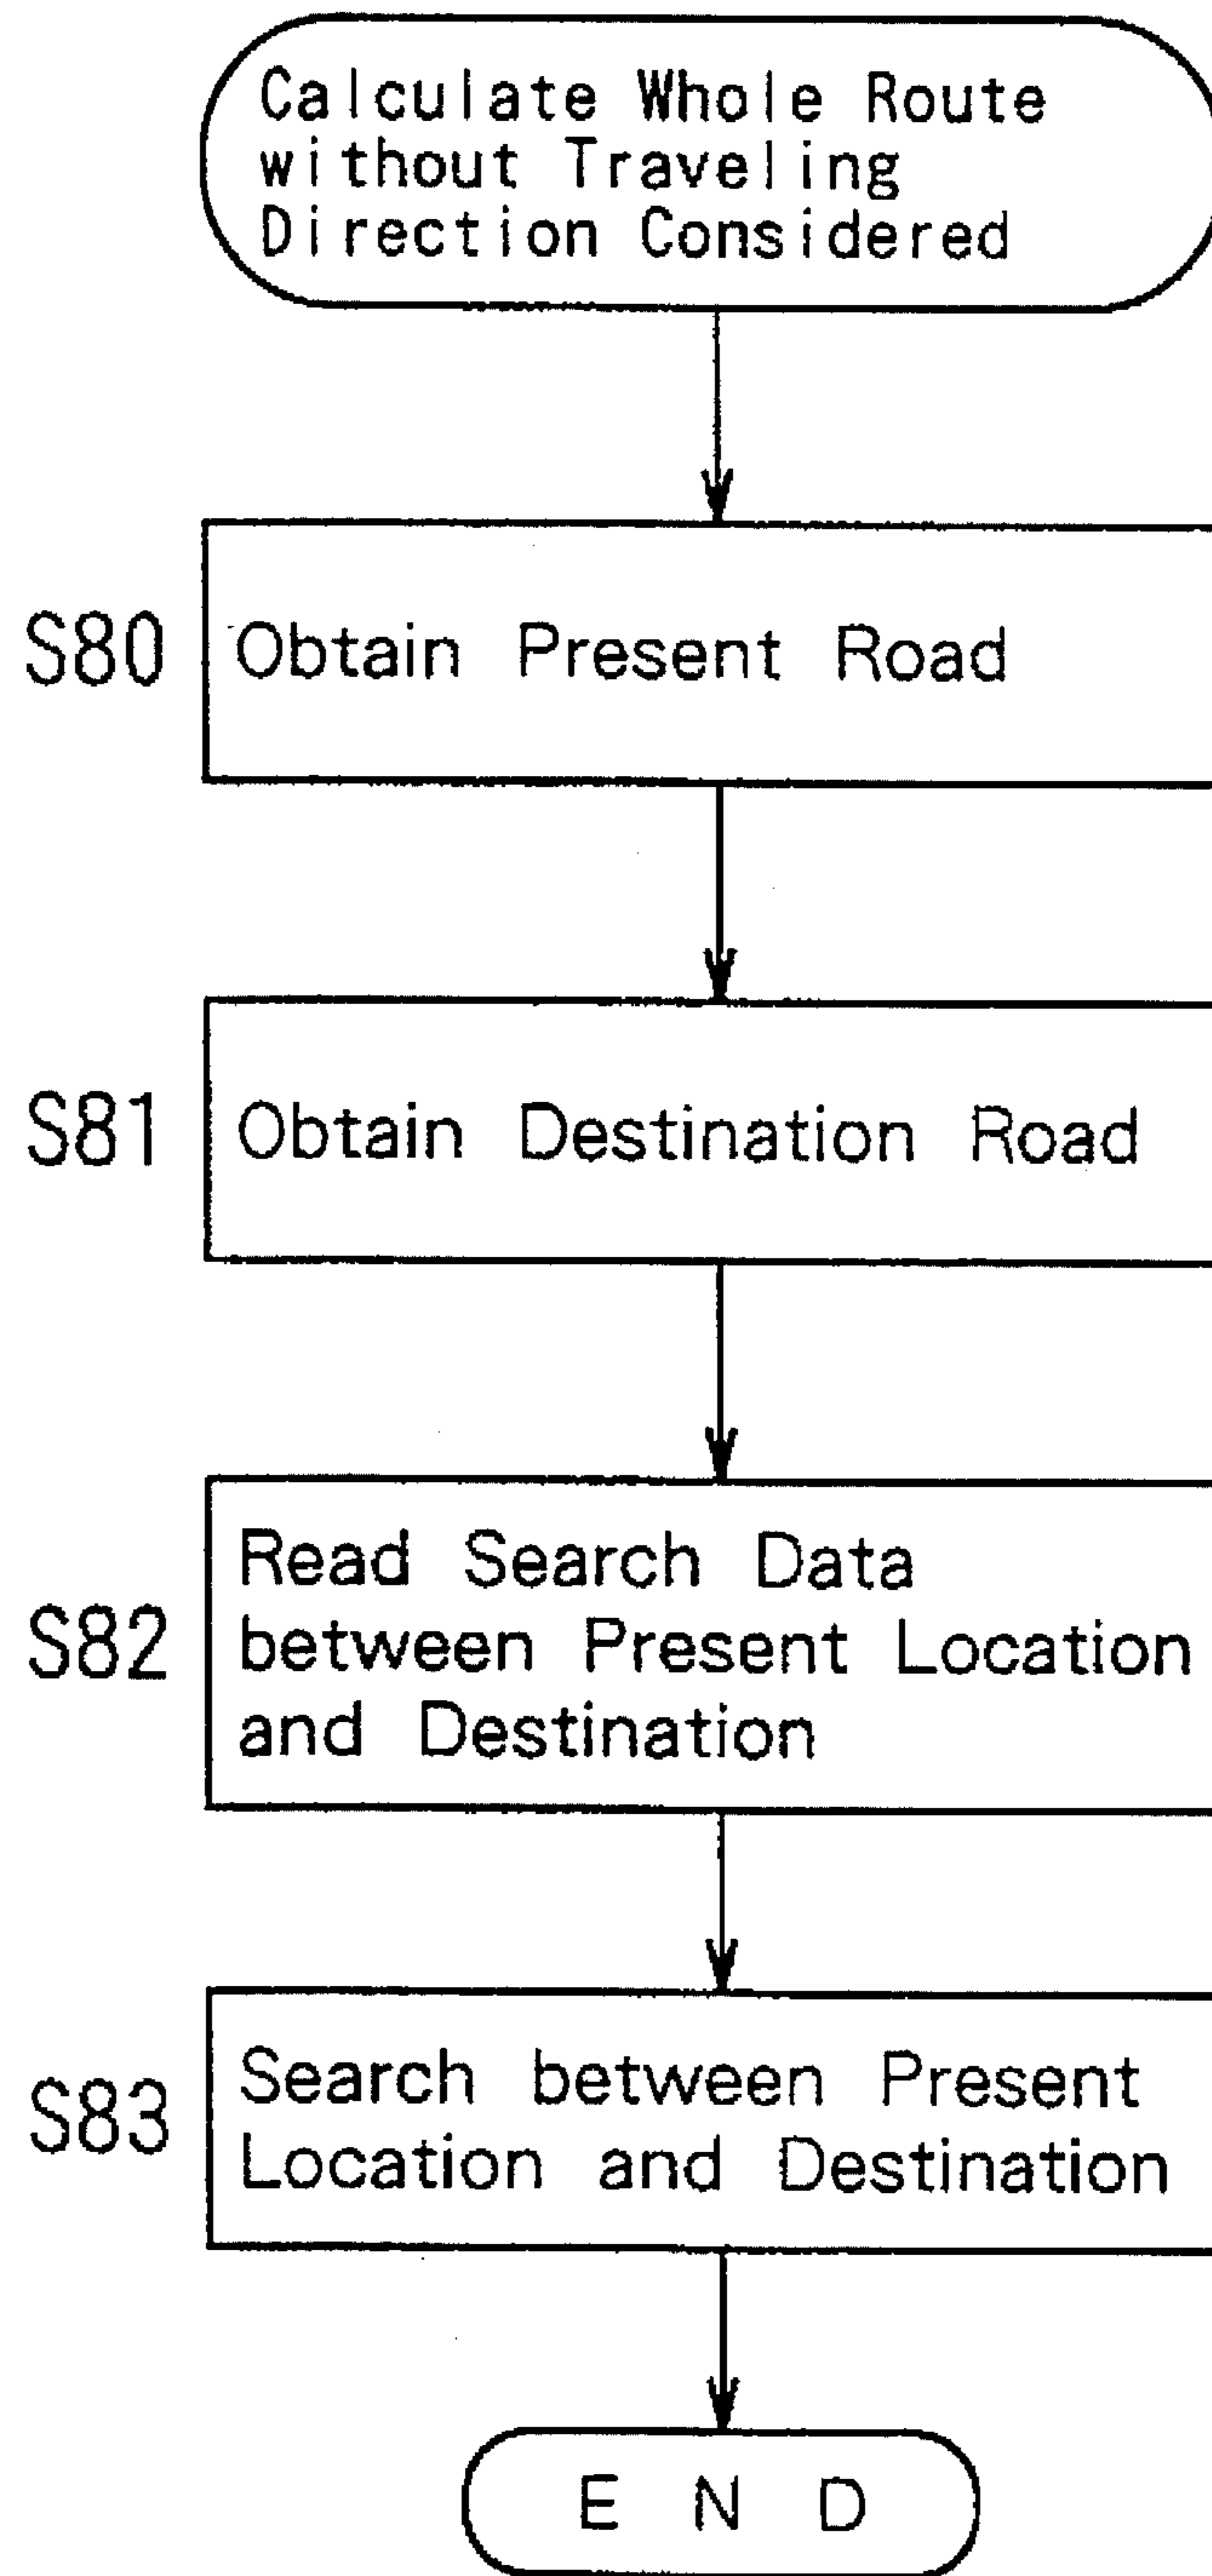 Calculate Whole Route
without Traveling
Direction Considered
S80
Obtain Present Road
S81
Obtain Destination Road
S82
Read Search Data
between Present Location
and Destination
S83
Search between Present
Location and Destination
END